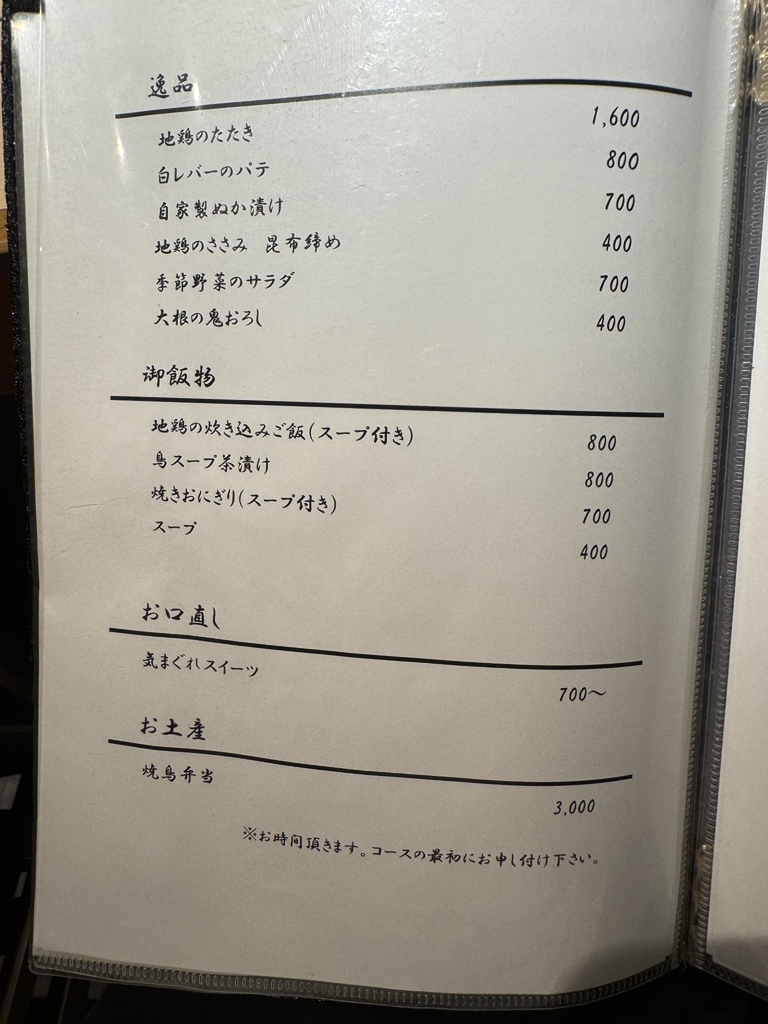 逸品
地鶏のたたき 1,600
白レバーのパテ 800
自家製ぬか漬け 700
地鶏のささみ 昆布締め 400
季節野菜のサラダ 700
大根の鬼おろし 400
御飯物
地鶏の炊き込みご飯(スープ付き) 800
鳥スープ茶漬け 800
焼きおにぎり(スープ付き) 700
スープ 400
お口直し
気まぐれスイーツ 700～
お土産
焼鳥弁当 3,000
※お時間頂きます。コースの最初にお申し付け下さい。